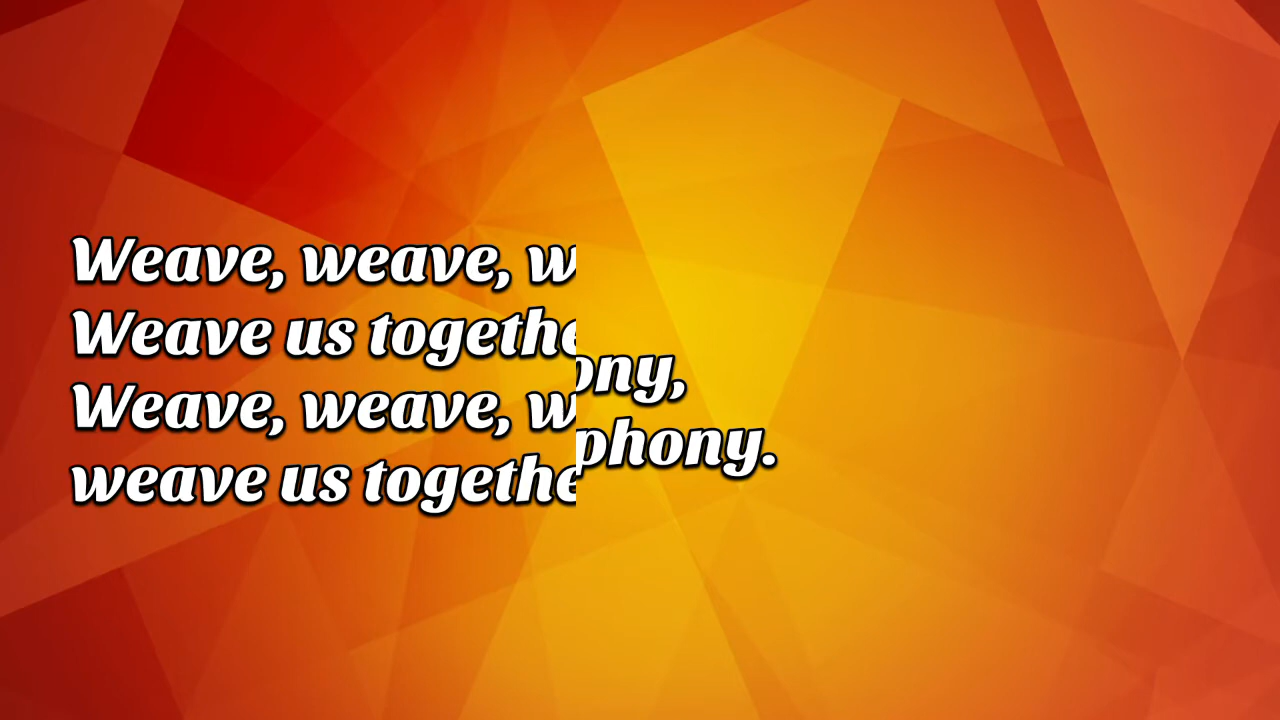 Weave, weave, w
Weave us togethe
ony,
Weave, weave, w
phony.
weave us togethe